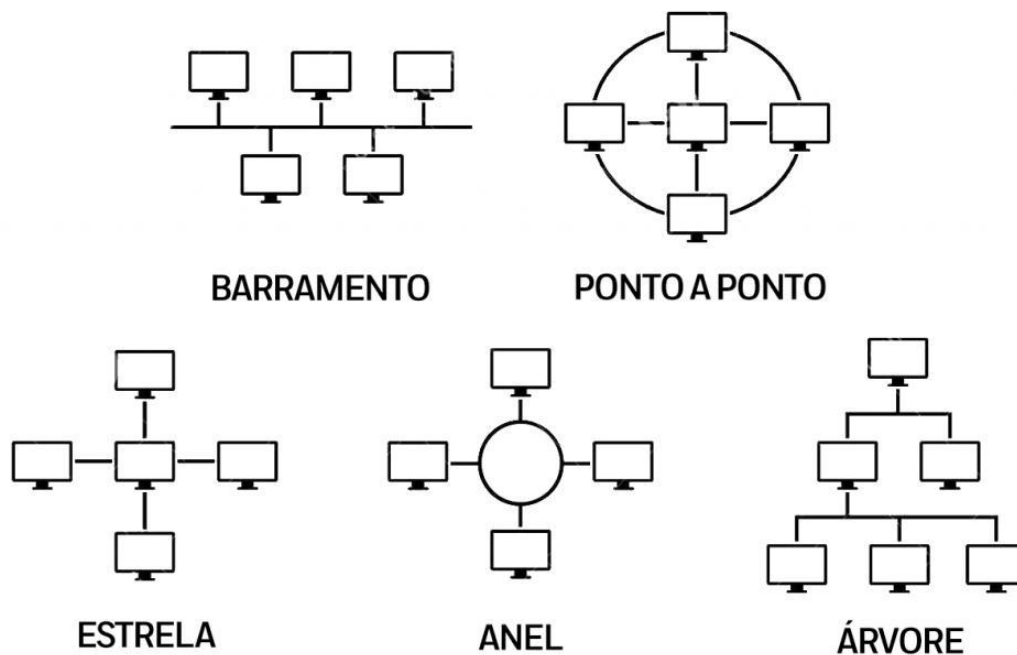 BARRAMENTO
PONTO A PONTO
ESTRELA
ANEL
ÁRVORE